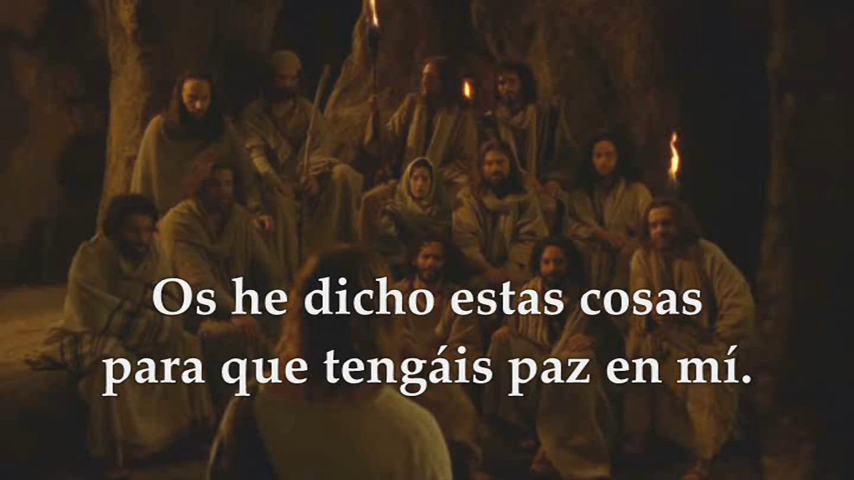 Os he dicho estas cosas
para que tengáis paz en mí.